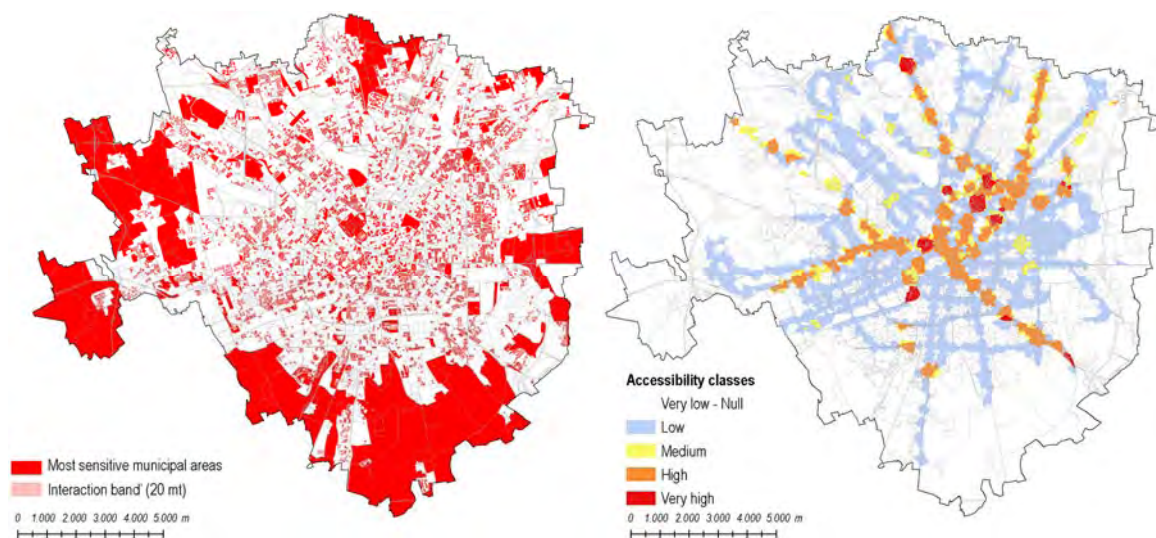 Most sensitive municipal areas
Interaction band' (20 mt)
0 1.000 2.000 3.000 4.000 5.000 m
Accessibility classes
Very low - Null
Low
Medium
High
Very high
0 1.000 2.000 3.000 4.000 5.000 m